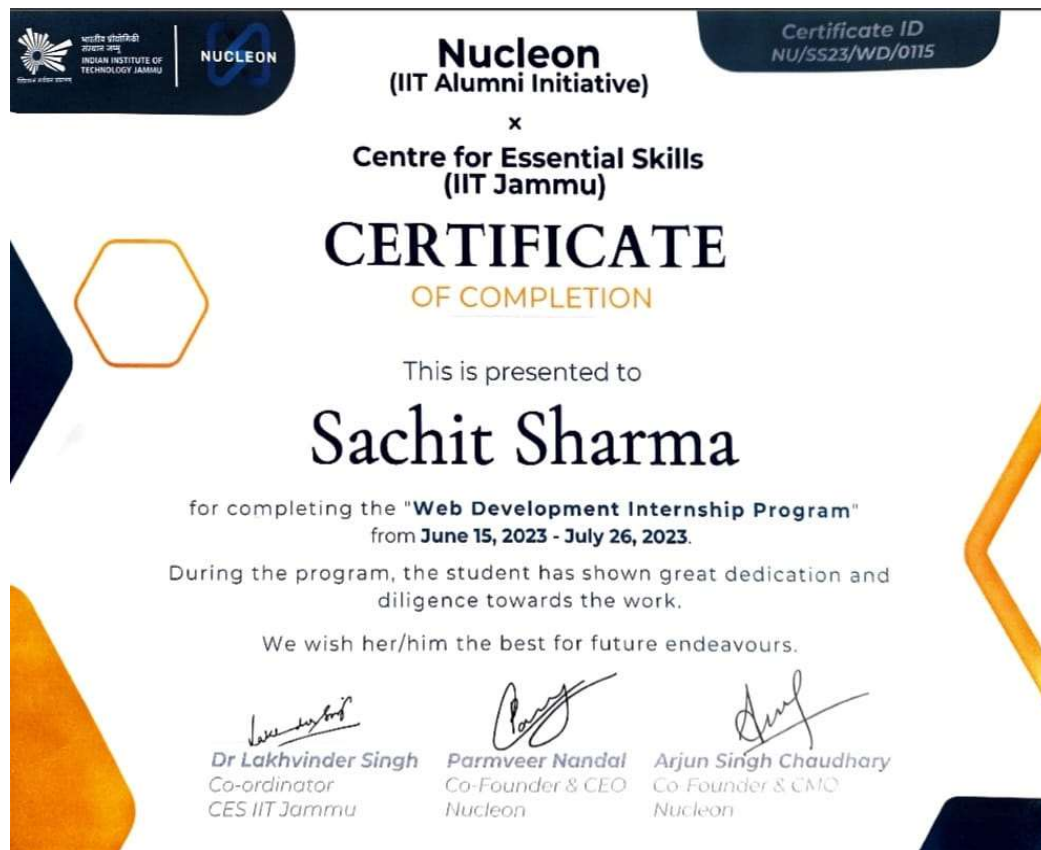 भारतीय प्रौद्योगिकी
संस्थान जम्मू
INDIAN INSTITUTE OF
TECHNOLOGY JAMMU
NUCLEON
Certificate ID
NU/SS23/WD/0115
Nucleon
(IIT Alumni Initiative)
×
Centre for Essential Skills
(IIT Jammu)
CERTIFICATE
OF COMPLETION
This is presented to
Sachit Sharma
for completing the "Web Development Internship Program"
from June 15, 2023 - July 26, 2023.
During the program, the student has shown great dedication and
diligence towards the work.
We wish her/him the best for future endeavours.
Dr Lakhvinder Singh
Co-ordinator
CES IIT Jammu
Parmveer Nandal
Co-Founder & CEO
Nucleon
Arjun Singh Chaudhary
Co-Founder & CMO
Nucleon